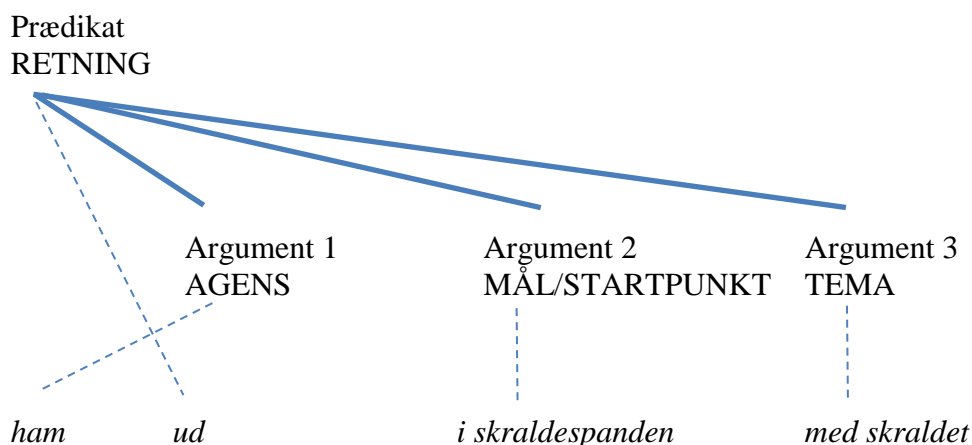 Prædikat
RETNING
Argument 1 Argument 2 Argument 3
AGENS MÅL/STARTPUNKT TEMA
ham ud i skraldespanden med skraldet